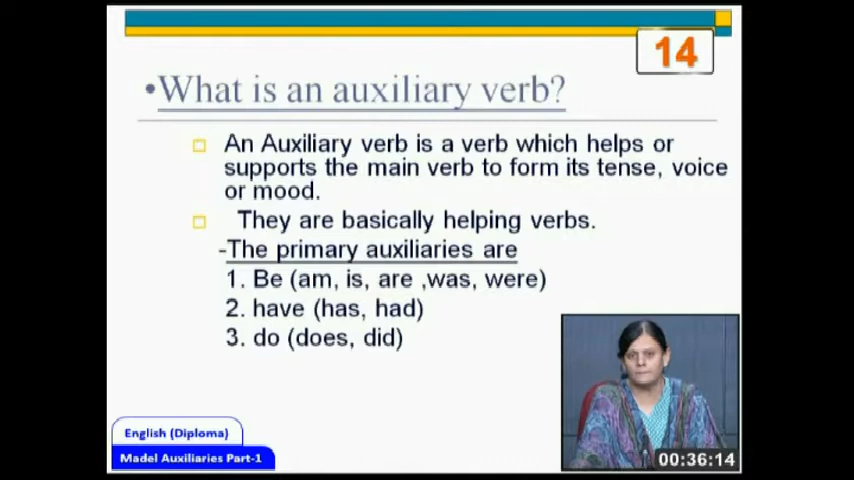 14
•What is an auxiliary verb?
An Auxiliary verb is a verb which helps or
supports the main verb to form its tense, voice
or mood.
They are basically helping verbs.
-The primary auxiliaries are
1. Be (am, is, are ,was, were)
2. have (has, had)
3. do (does, did)
English (Diploma)
Madel Auxiliaries Part-1
00:36:14